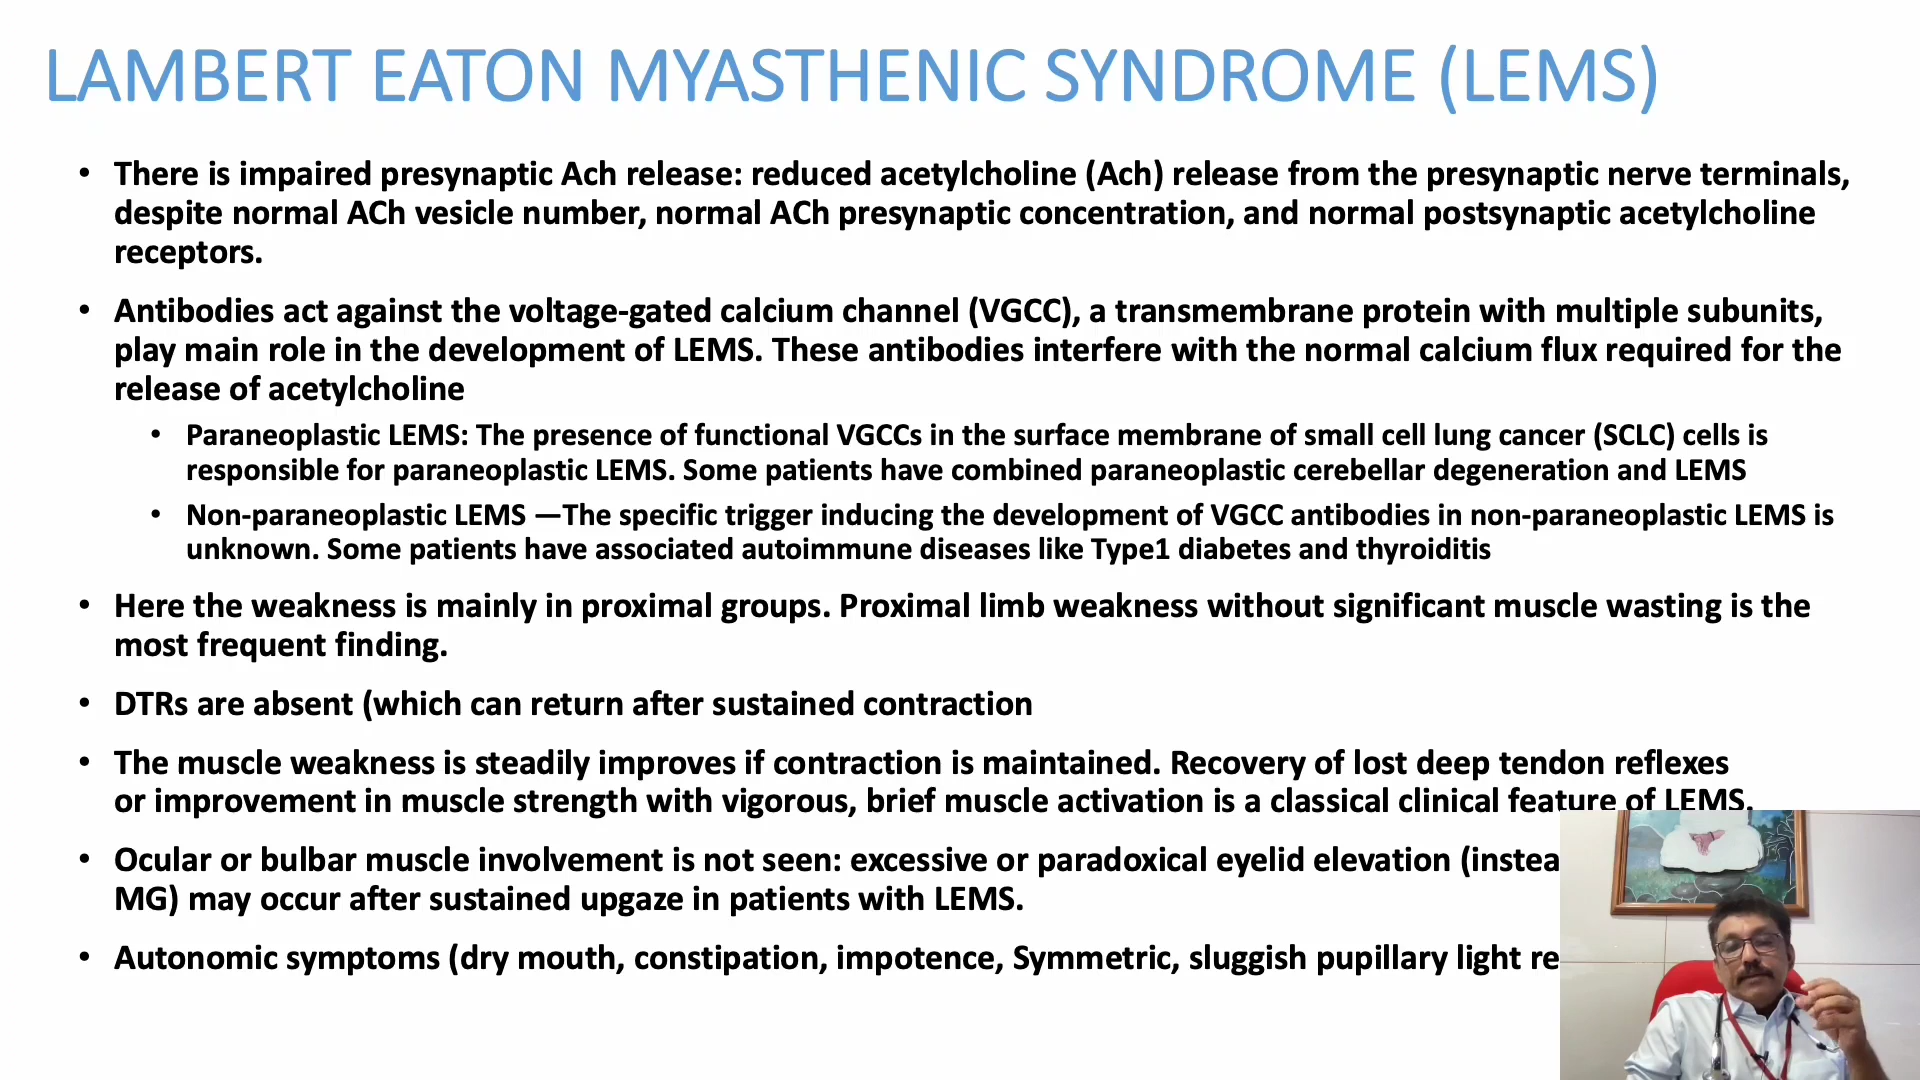 LAMBERT EATON MYASTHENIC SYNDROME (LEMS)
• There is impaired presynaptic Ach release: reduced acetylcholine (Ach) release from the presynaptic nerve terminals,
despite normal ACh vesicle number, normal ACh presynaptic concentration, and normal postsynaptic acetylcholine
receptors.
• Antibodies act against the voltage-gated calcium channel (VGCC), a transmembrane protein with multiple subunits,
play main role in the development of LEMS. These antibodies interfere with the normal calcium flux required for the
release of acetylcholine
• Paraneoplastic LEMS: The presence of functional VGCCs in the surface membrane of small cell lung cancer (SCLC) cells is
responsible for paraneoplastic LEMS. Some patients have combined paraneoplastic cerebellar degeneration and LEMS
• Non-paraneoplastic LEMS —The specific trigger inducing the development of VGCC antibodies in non-paraneoplastic LEMS is
unknown. Some patients have associated autoimmune diseases like Type1 diabetes and thyroiditis
• Here the weakness is mainly in proximal groups. Proximal limb weakness without significant muscle wasting is the
most frequent finding.
• DTRs are absent (which can return after sustained contraction
• The muscle weakness is steadily improves if contraction is maintained. Recovery of lost deep tendon reflexes
or improvement in muscle strength with vigorous, brief muscle activation is a classical clinical feature of LEMS.
• Ocular or bulbar muscle involvement is not seen: excessive or paradoxical eyelid elevation
MG) may occur after sustained upgaze in patients with LEMS.
• Autonomic symptoms (dry mouth, constipation, impotence, Symmetric, sluggish pupillary light